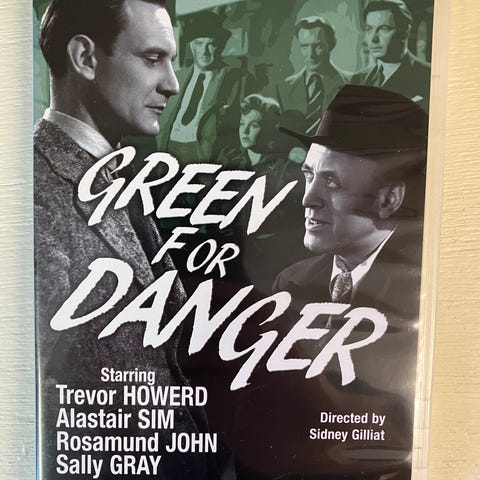 GREEN
FOR
DANGER
Starring
Trevor HOWERD
Alastair SIM
Rosamund JOHN
Sally GRAY
Directed by
Sidney Gilliat